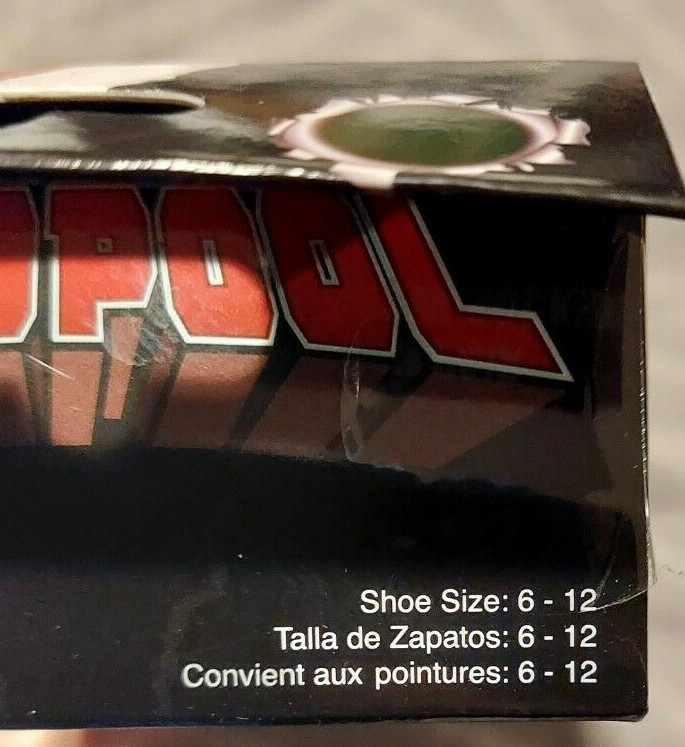 POOL
Shoe Size: 6 - 12
Talla de Zapatos: 6 - 12
Convient aux pointures: 6 - 12